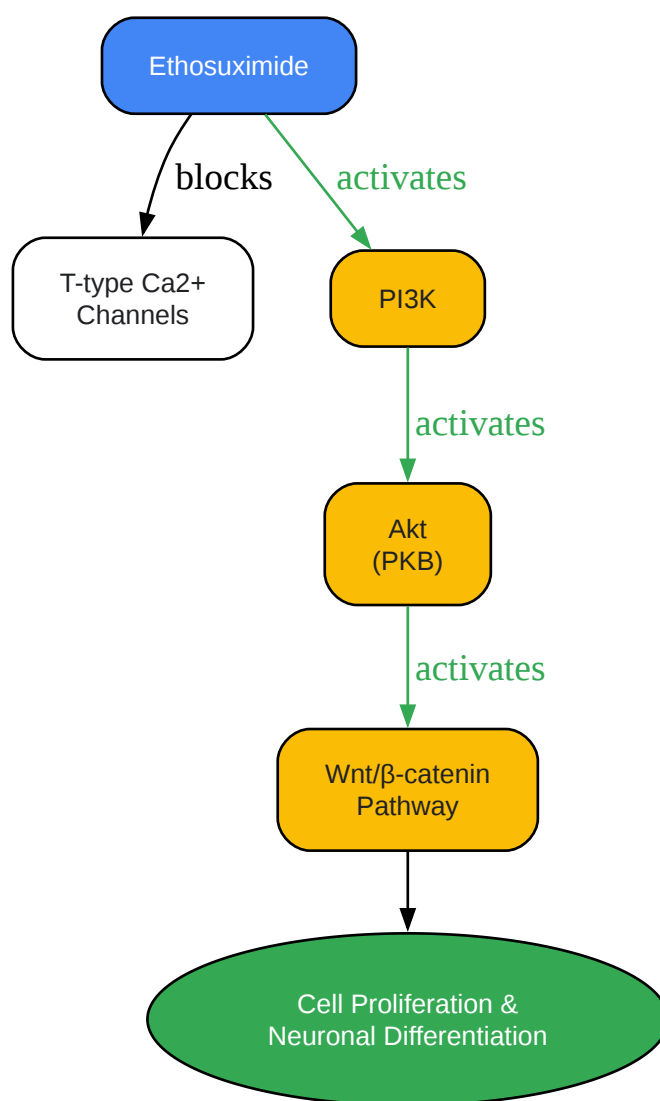 Ethosuximide
blocks
activates
T-type Ca2+
Channels
PI3K
activates
Akt
(PKB)
activates
Wnt/β-catenin
Pathway
Cell Proliferation &
Neuronal Differentiation